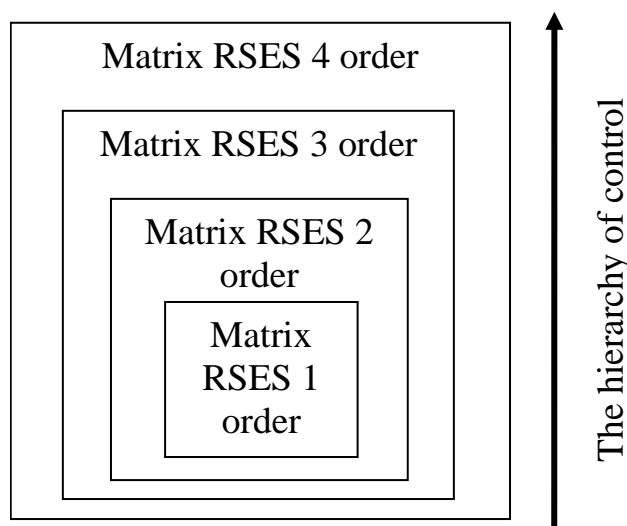 Matrix RSES 4 order
Matrix RSES 3 order
Matrix RSES 2
order
Matrix
RSES 1
order
The hierarchy of control